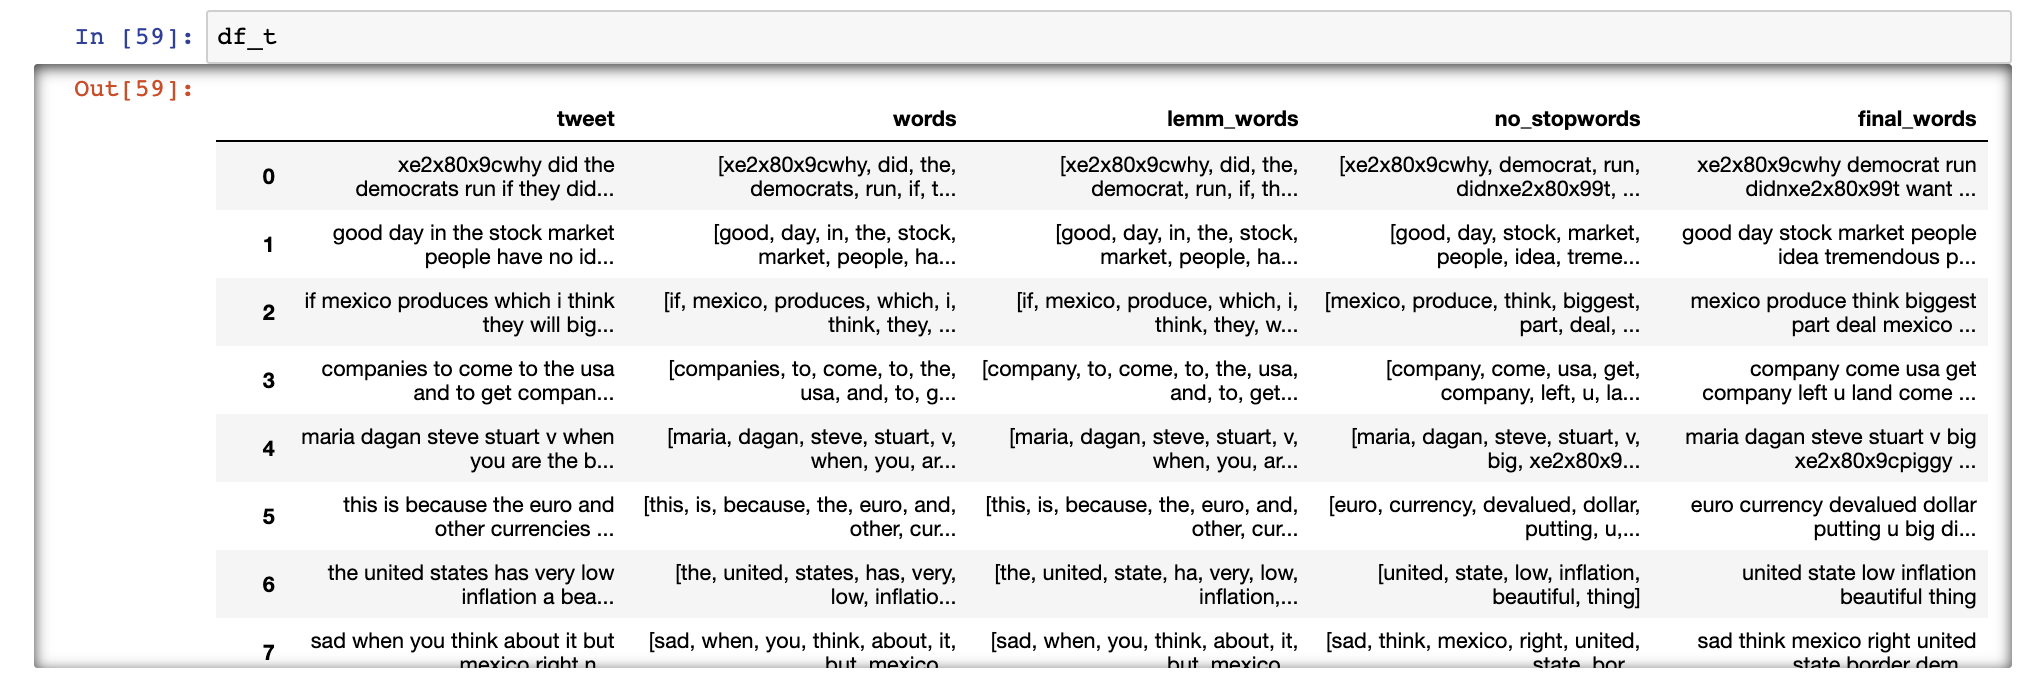 In [59]: df_t
Out[59]:
tweet words lemm_words no_stopwords final_words
0 xe2x80x9cwhy did the [xe2x80x9cwhy, did, the, [xe2x80x9cwhy, did, the, [xe2x80x9cwhy, democrat, run, xe2x80x9cwhy democrat run
democrats run if they did... democrats, run, if, t... democrat, run, if, th... didnxe2x80x99t, ... didnxe2x80x99t want ...
1 good day in the stock market [good, day, in, the, stock, [good, day, in, the, stock, [good, day, stock, market, good day stock market people
people have no id... market, people, ha... market, people, ha... people, idea, treme... idea tremendous p...
2 if mexico produces which i think [if, mexico, produces, which, i, [if, mexico, produce, which, i, [mexico, produce, think, biggest, mexico produce think biggest
they will big... think, they, ... think, they, w... part, deal, ... part deal mexico ...
3 companies to come to the usa [companies, to, come, to, the, [company, to, come, to, the, usa, [company, come, usa, get, company come usa get
and to get compan... usa, and, to, g... and, to, get... company, left, u, la... company left u land come ...
4 maria dagan steve stuart v when [maria, dagan, steve, stuart, v, [maria, dagan, steve, stuart, v, [maria, dagan, steve, stuart, v, maria dagan steve stuart v big
you are the b... when, you, ar... when, you, ar... big, xe2x80x9... xe2x80x9cpiggy ...
5 this is because the euro and [this, is, because, the, euro, and, [this, is, because, the, euro, and, [euro, currency, devalued, dollar, euro currency devalued dollar
other currencies ... other, cur... other, cur... putting, u,... putting u big di...
6 the united states has very low [the, united, states, has, very, [the, united, state, ha, very, low, [united, state, low, inflation, united state low inflation
inflation a bea... low, inflatio... inflation,... beautiful, thing] beautiful thing
7 sad when you think about it but [sad, when, you, think, about, it, [sad, when, you, think, about, it, [sad, think, mexico, right, united, sad think mexico right united
mexico right n... but, mexico... but, mexico... state, bor... state border dem...